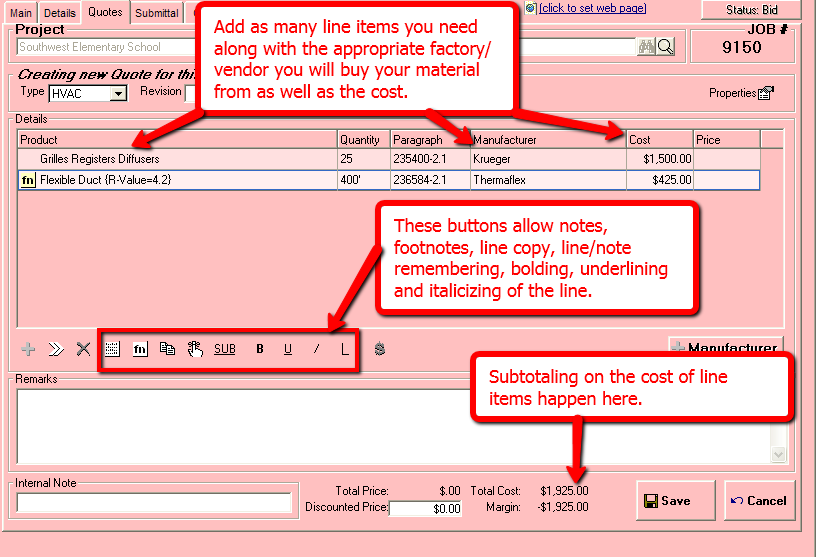 Main Details Quotes Submittal
[click to set web page]
Status: Bid
Project
Southwest Elementary School
JOB #
9150
Add as many line items you need
along with the appropriate factory/
vendor you will buy your material
from as well as the cost.
Creating new Quote for this
Type HVAC Revision
Properties
Details
Product Quantity Paragraph Manufacturer Cost Price
Grilles Registers Diffusers 25 235400-2.1 Krueger $1,500.00
fn Flexible Duct {R-Value=4.2} 400' 236584-2.1 Thermaflex $425.00
These buttons allow notes,
footnotes, line copy, line/note
remembering, bolding, underlining
and italicizing of the line.
fn SUB B U / L $
Manufacturer
Remarks
Subtotaling on the cost of line
items happen here.
Internal Note
Total Price: $.00 Total Cost: $1,925.00
Discounted Price: $0.00 Margin: -$1,925.00
Save Cancel